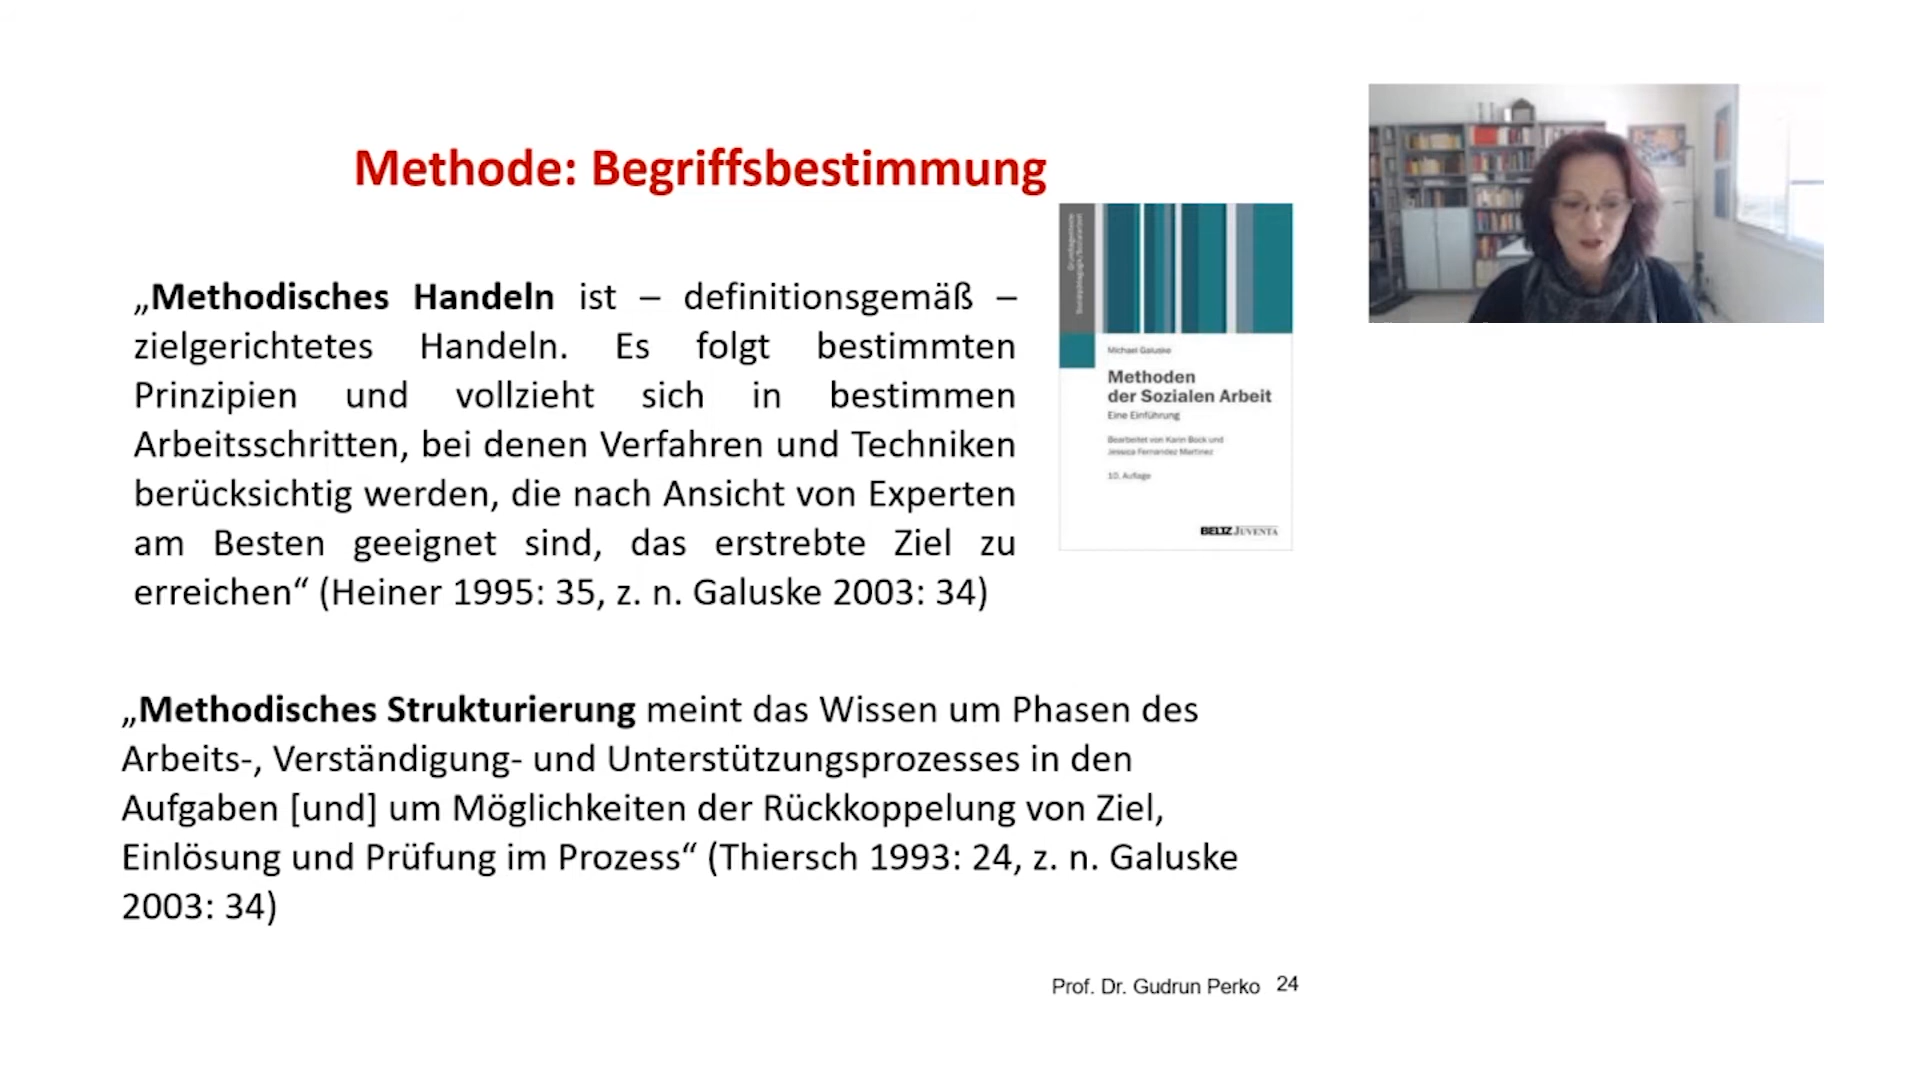 Methode: Begriffsbestimmung
„Methodisches Handeln ist – definitionsgemäß –
zielgerichtetes Handeln. Es folgt bestimmten
Prinzipien und vollzieht sich in bestimmen
Arbeitsschritten, bei denen Verfahren und Techniken
berücksichtig werden, die nach Ansicht von Experten
am Besten geeignet sind, das erstrebte Ziel zu
erreichen“ (Heiner 1995: 35, z. n. Galuske 2003: 34)
Grundlagentexte
Sozialpädagogik/Sozialarbeit
Michael Galuske
Methoden
der Sozialen Arbeit
Eine Einführung
Bearbeitet von Karin Bock und
Jessica Fernandez Martinez
10. Auflage
BELTZ JUVENTA
„Methodisches Strukturierung meint das Wissen um Phasen des
Arbeits-, Verständigung- und Unterstützungsprozesses in den
Aufgaben [und] um Möglichkeiten der Rückkoppelung von Ziel,
Einlösung und Prüfung im Prozess“ (Thiersch 1993: 24, z. n. Galuske
2003: 34)
Prof. Dr. Gudrun Perko 24